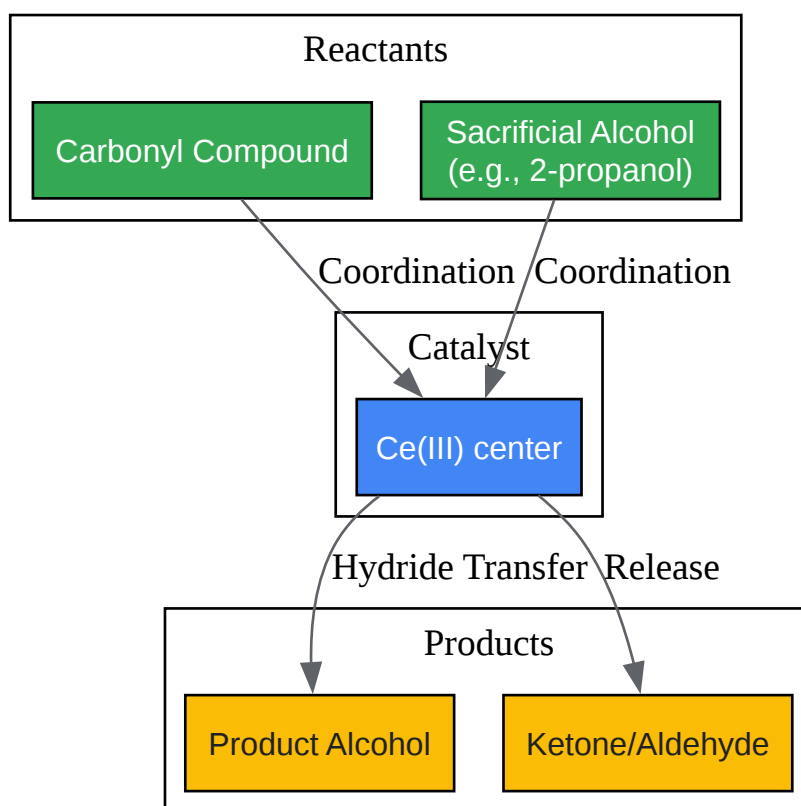 Reactants
Carbonyl Compound
Sacrificial Alcohol
(e.g., 2-propanol)
Coordination
Coordination
Catalyst
Ce(III) center
Hydride Transfer
Release
Products
Product Alcohol
Ketone/Aldehyde